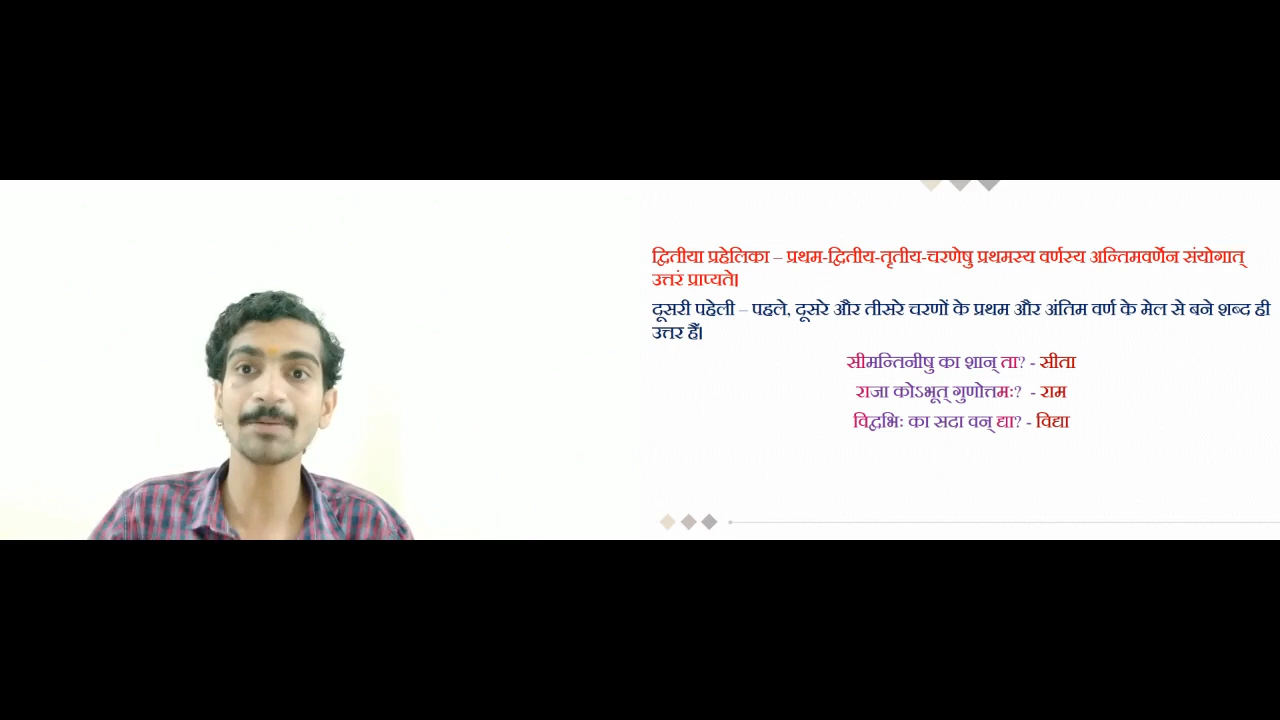 द्वितीया प्रहेलिका – प्रथम-द्वितीय-तृतीय-चरणेषु प्रथमस्य वर्णस्य अन्तिमवर्णेन संयोगात्
उत्तरं प्राप्यते।
दूसरी पहेली – पहले, दूसरे और तीसरे चरणों के प्रथम और अंतिम वर्ण के मेल से बने शब्द ही
उत्तर हैं।
सीमन्तिनीषु का शान् ता? - सीता
राजा कोऽभूत् गुणोत्तमः? - राम
विद्वभिः का सदा वन् द्या? - विद्या